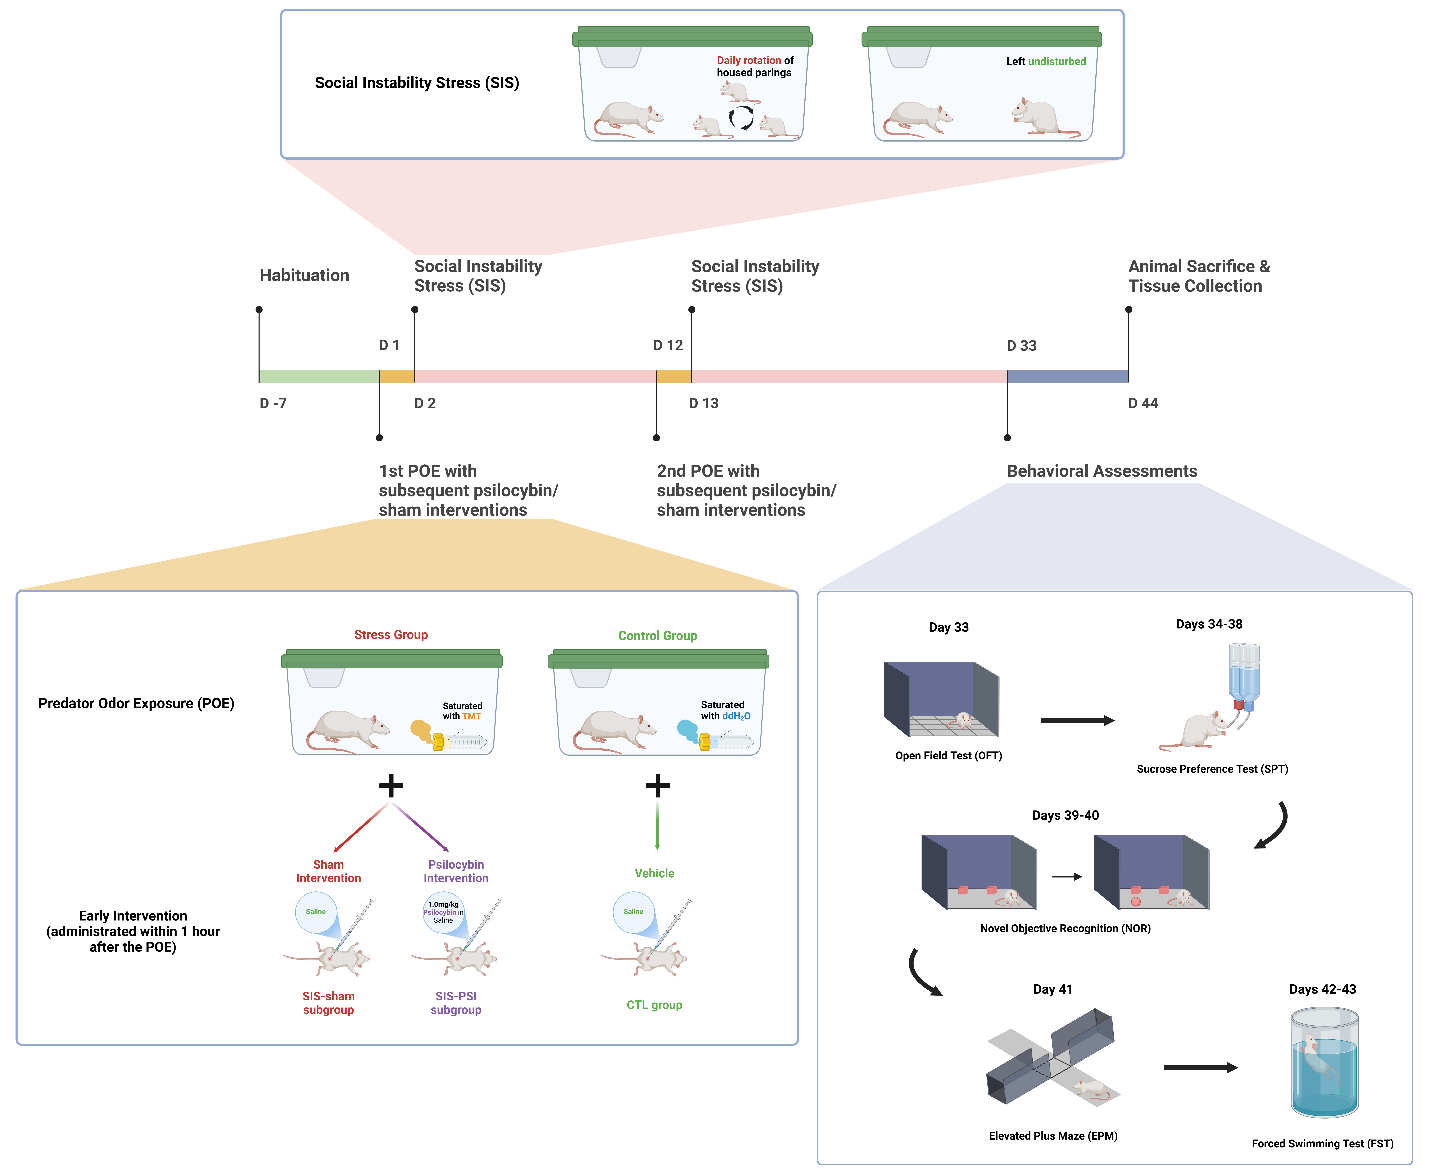 Social Instability Stress (SIS)
Daily rotation of
housed parings
Left undisturbed
Habituation
Social Instability
Stress (SIS)
Social Instability
Stress (SIS)
Animal Sacrifice &
Tissue Collection
D 1
D 12
D 33
D -7
D 2
D 13
D 44
1st POE with
subsequent psilocybin/
sham interventions
2nd POE with
subsequent psilocybin/
sham interventions
Behavioral Assessments
Stress Group
Control Group
Predator Odor Exposure (POE)
Saturated
with TMT
Saturated
with ddH₂O
Sham
Intervention
Psilocybin
Intervention
Vehicle
Saline
1.0mg/kg
Psilocybin in
Saline
Saline
Early Intervention
(administrated within 1 hour
after the POE)
SIS-sham
subgroup
SIS-PSI
subgroup
CTL group
Day 33
Days 34-38
Open Field Test (OFT)
Sucrose Preference Test (SPT)
Days 39-40
Novel Objective Recognition (NOR)
Day 41
Days 42-43
Elevated Plus Maze (EPM)
Forced Swimming Test (FST)